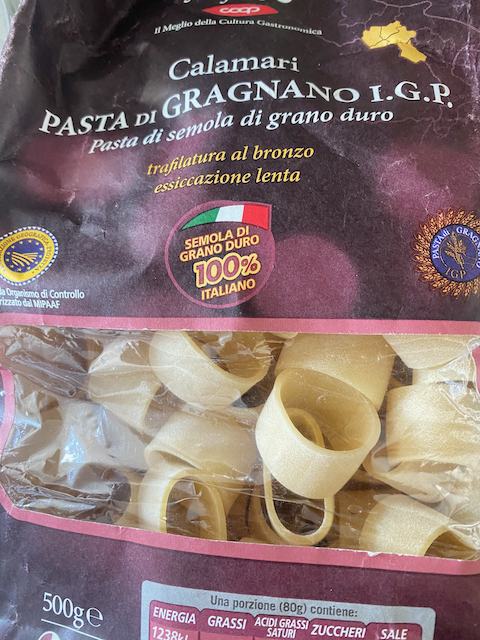 coop
Il Meglio della Cultura Gastronomica
Calamari
PASTA DI GRAGNANO I.G.P.
Pasta di semola di grano duro
trafilatura al bronzo
essiccazione lenta
SEMOLA DI
GRANO DURO
100%
ITALIANO
PASTA di GRAGNANO
IGP
Organismo di Controllo
dal MIPAAF
500g e
Una porzione (80g) contiene:
ENERGIA GRASSI ACIDI GRASSI SATURI ZUCCHERI SALE